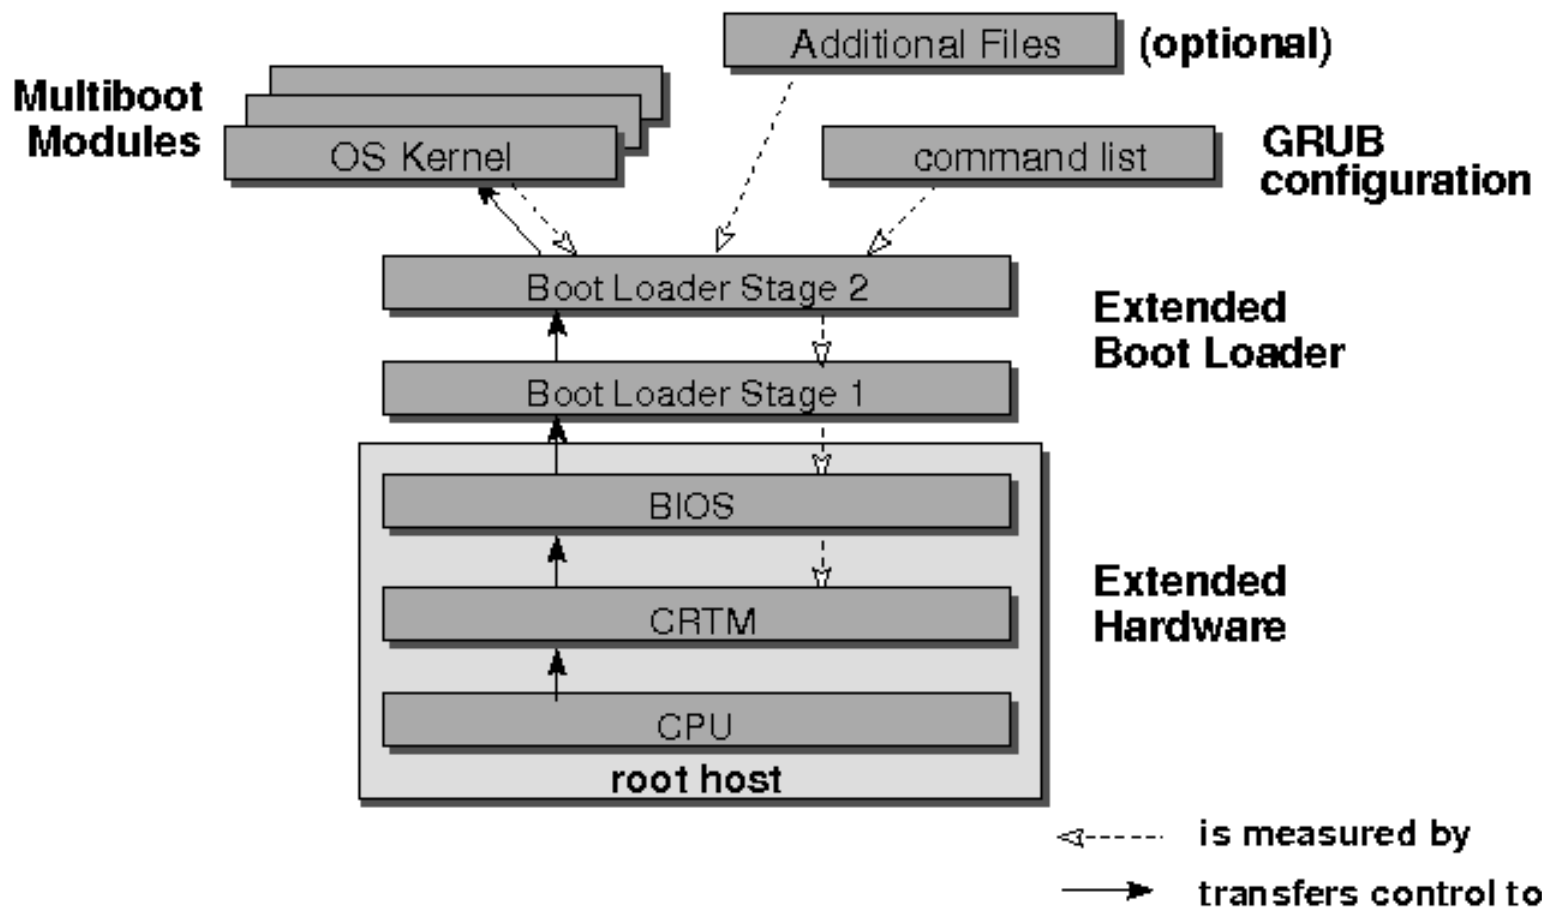 Additional Files
(optional)
Multiboot
Modules
OS Kernel
command list
GRUB
configuration
Boot Loader Stage 2
Extended
Boot Loader
Boot Loader Stage 1
BIOS
Extended
Hardware
CRTM
CPU
root host
is measured by
transfers control to